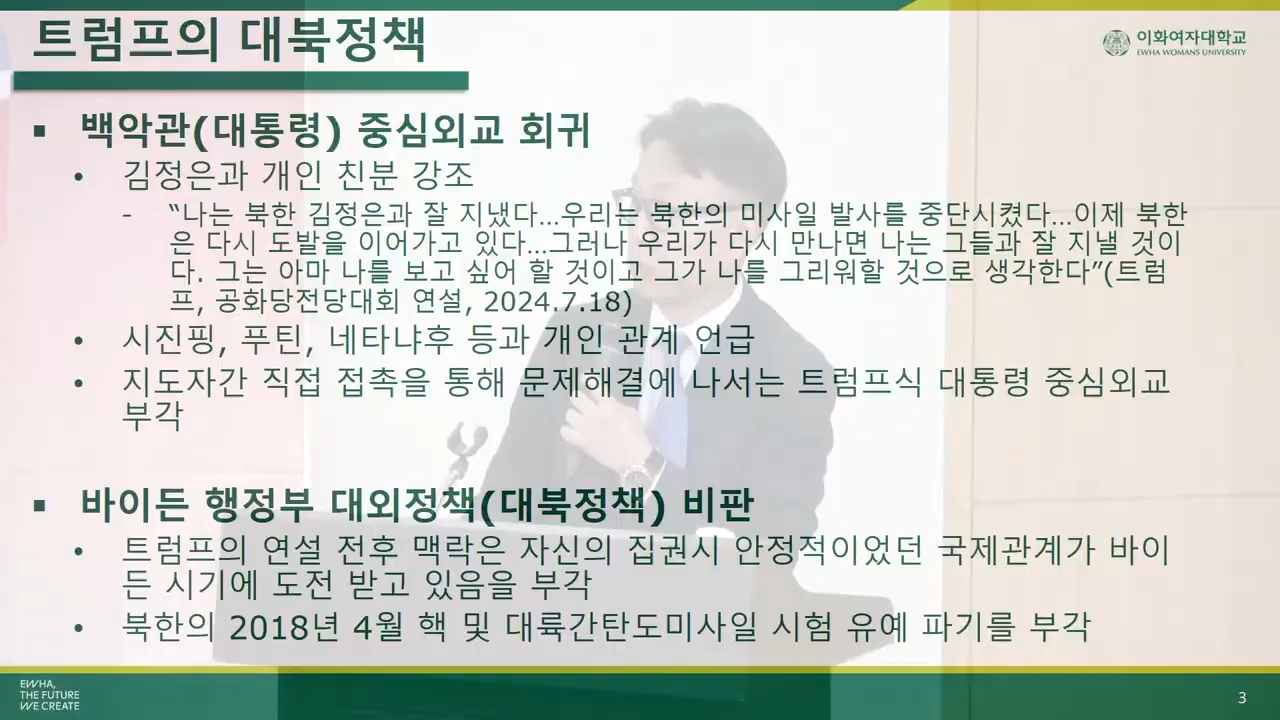 트럼프의 대북정책
이화여자대학교
EWHA WOMANS UNIVERSITY
▪ 백악관(대통령) 중심외교 회귀
• 김정은과 개인 친분 강조
- “나는 북한 김정은과 잘 지냈다…우리는 북한의 미사일 발사를 중단시켰다…이제 북한
은 다시 도발을 이어가고 있다…그러나 우리가 다시 만나면 나는 그들과 잘 지낼 것이
다. 그는 아마 나를 보고 싶어 할 것이고 그가 나를 그리워할 것으로 생각한다”(트럼
프, 공화당전당대회 연설, 2024.7.18)
• 시진핑, 푸틴, 네타냐후 등과 개인 관계 언급
• 지도자간 직접 접촉을 통해 문제해결에 나서는 트럼프식 대통령 중심외교
부각
▪ 바이든 행정부 대외정책(대북정책) 비판
• 트럼프의 연설 전후 맥락은 자신의 집권시 안정적이었던 국제관계가 바이
든 시기에 도전 받고 있음을 부각
• 북한의 2018년 4월 핵 및 대륙간탄도미사일 시험 유예 파기를 부각
EWHA,
THE FUTURE
WE CREATE
3